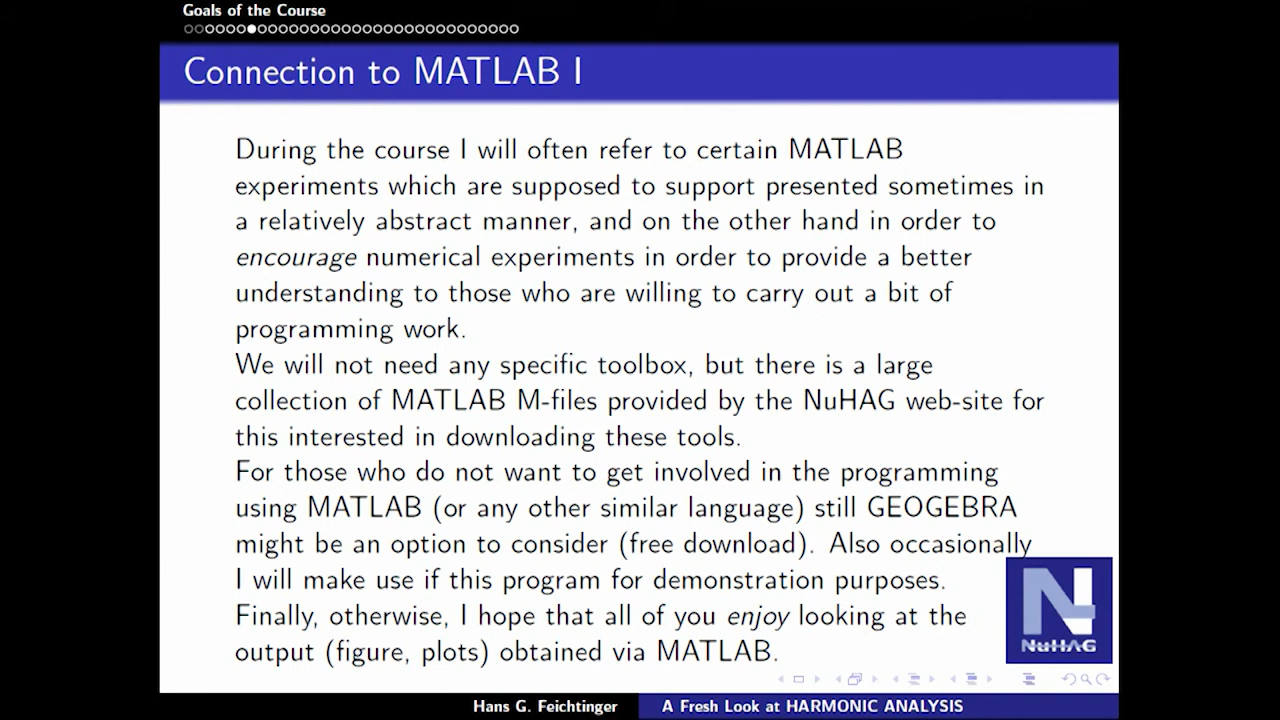 Goals of the Course
Connection to MATLAB I
During the course I will often refer to certain MATLAB
experiments which are supposed to support presented sometimes in
a relatively abstract manner, and on the other hand in order to
encourage numerical experiments in order to provide a better
understanding to those who are willing to carry out a bit of
programming work.
We will not need any specific toolbox, but there is a large
collection of MATLAB M-files provided by the NuHAG web-site for
this interested in downloading these tools.
For those who do not want to get involved in the programming
using MATLAB (or any other similar language) still GEOGEBRA
might be an option to consider (free download). Also occasionally
I will make use if this program for demonstration purposes.
Finally, otherwise, I hope that all of you enjoy looking at the
output (figure, plots) obtained via MATLAB.
N
NuHAG
Hans G. Feichtinger
A Fresh Look at HARMONIC ANALYSIS